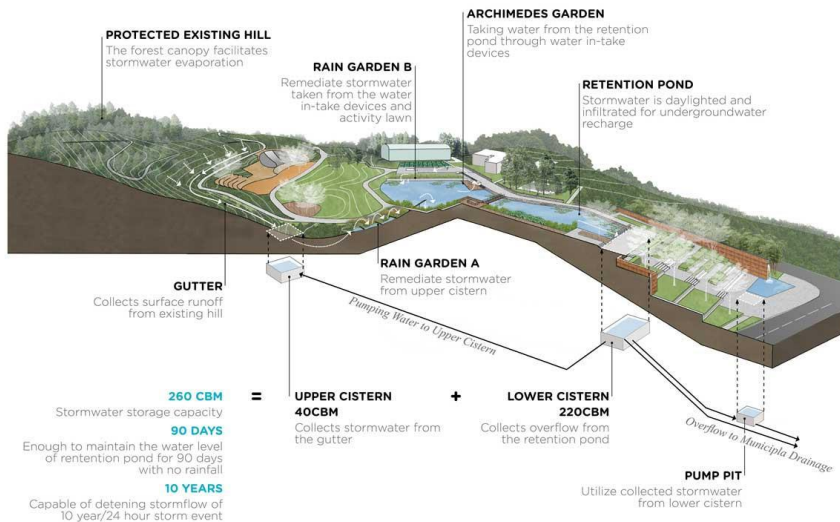 ARCHIMEDES GARDEN
Taking water from the retention
pond through water in-take
devices
PROTECTED EXISTING HILL
The forest canopy facilitates
stormwater evaporation
RAIN GARDEN B
Remediate stormwater
taken from the water
in-take devices and
activity lawn
RETENTION POND
Stormwater is daylighted and
infiltrated for undergroundwater
recharge
GUTTER
Collects surface runoff
from existing hill
RAIN GARDEN A
Remediate stormwater
from upper cistern
Pumping Water to Upper Cistern
260 CBM
Stormwater storage capacity
90 DAYS
Enough to maintain the water level
of rentention pond for 90 days
with no rainfall
10 YEARS
Capable of detening stormflow of
10 year/24 hour storm event
=
UPPER CISTERN
40CBM
Collects stormwater from
the gutter
+
LOWER CISTERN
220CBM
Collects overflow from
the retention pond
Overflow to Municipla Drainage
PUMP PIT
Utilize collected stormwater
from lower cistern